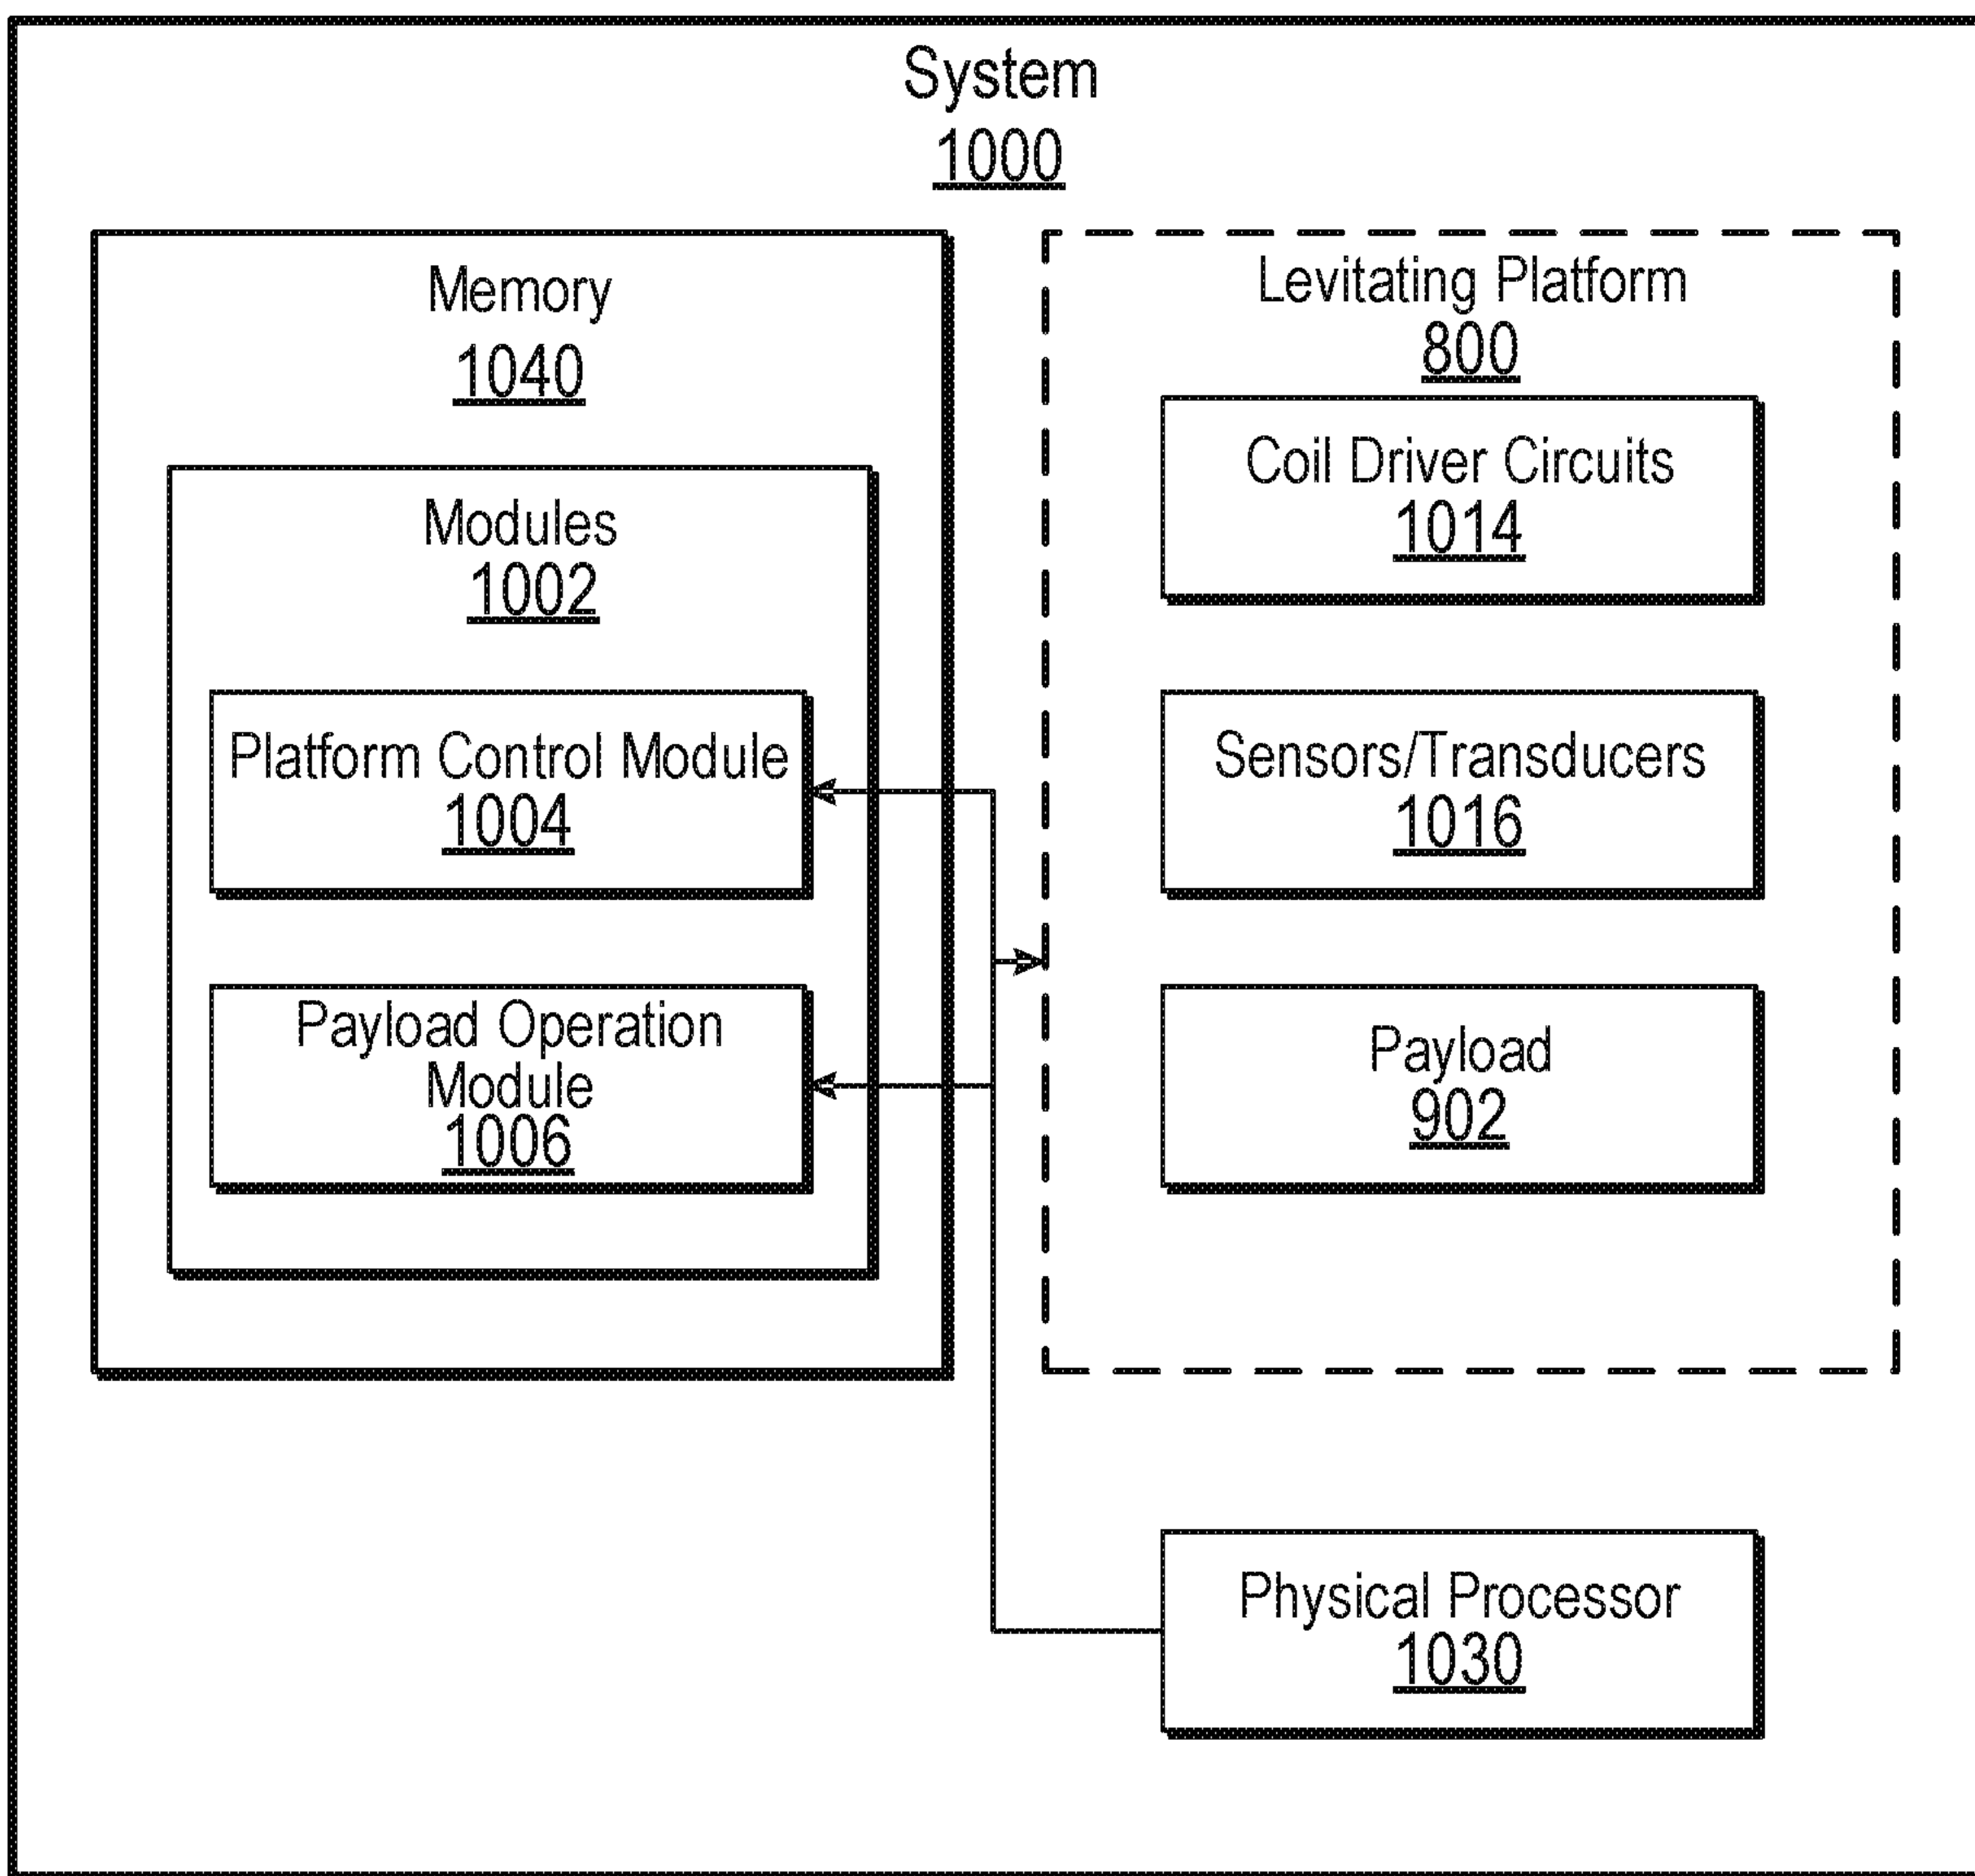 System
1000
Memory
1040
Modules
1002
Platform Control Module
1004
Payload Operation
Module
1006
Levitating Platform
800
Coil Driver Circuits
1014
Sensors/Transducers
1016
Payload
902
Physical Processor
1030